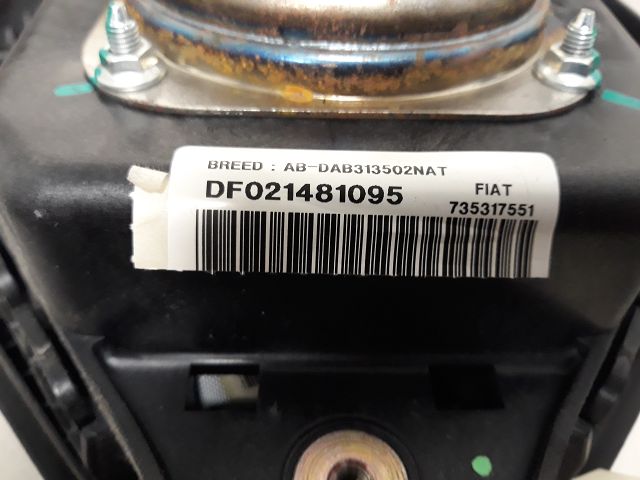 BREED : AB-DAB313502NAT
DF021481095
FIAT
735317551